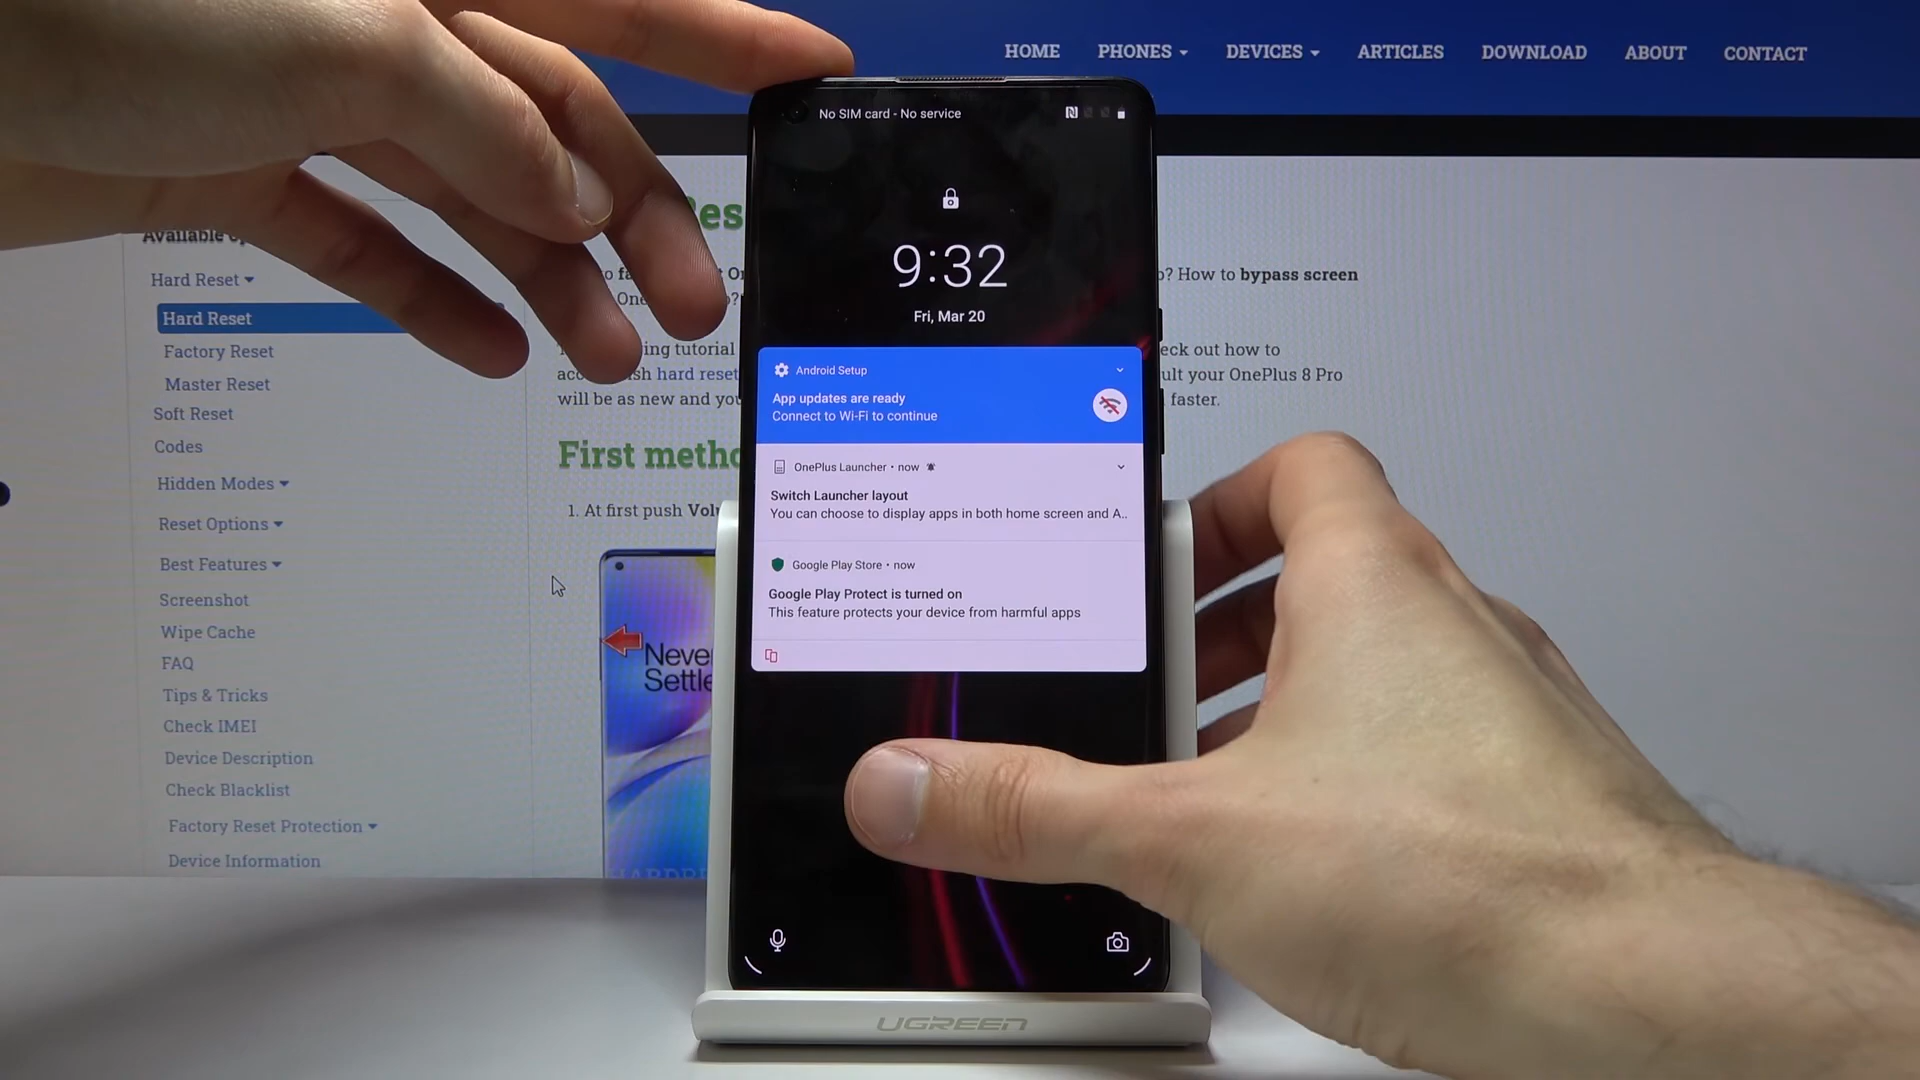 HOME PHONES DEVICES ARTICLES DOWNLOAD ABOUT CONTACT
Available
Hard Reset
Hard Reset
Factory Reset
Master Reset
Soft Reset
Codes
Hidden Modes
Reset Options
Best Features
Screenshot
Wipe Cache
FAQ
Tips & Tricks
Check IMEI
Device Description
Check Blacklist
Factory Reset Protection
Device Information
? How to bypass screen
ing tutorial
eck out how to
hard reset
ult your OnePlus 8 Pro
will be as new and you
faster.
First metho
1. At first push Vol
Never
Settle
No SIM card - No service
9:32
Fri, Mar 20
Android Setup
App updates are ready
Connect to Wi-Fi to continue
OnePlus Launcher • now
Switch Launcher layout
You can choose to display apps in both home screen and A..
Google Play Store • now
Google Play Protect is turned on
This feature protects your device from harmful apps
UGREEN